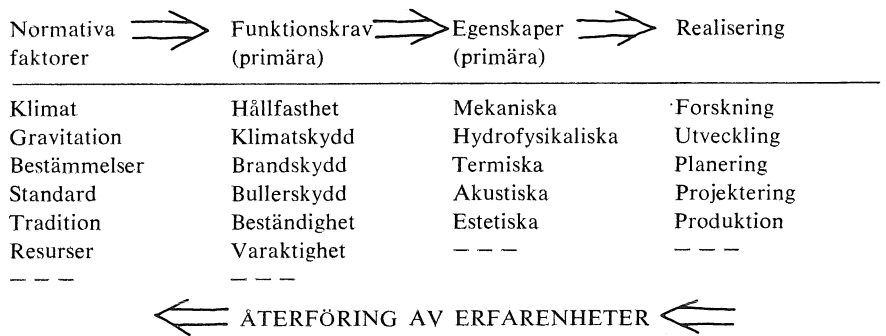 Normativa Funktionskrav Egenskaper Realisering
faktorer (primära) (primära)
Klimat Hållfasthet Mekaniska Forskning
Gravitation Klimatskydd Hydrofysikaliska Utveckling
Bestämmelser Brandskydd Termiska Planering
Standard Bullerskydd Akustiska Projektering
Tradition Beständighet Estetiska Produktion
Resurser Varaktighet — — — — — —
— — — — — —
ÅTERFÖRING AV ERFARENHETER